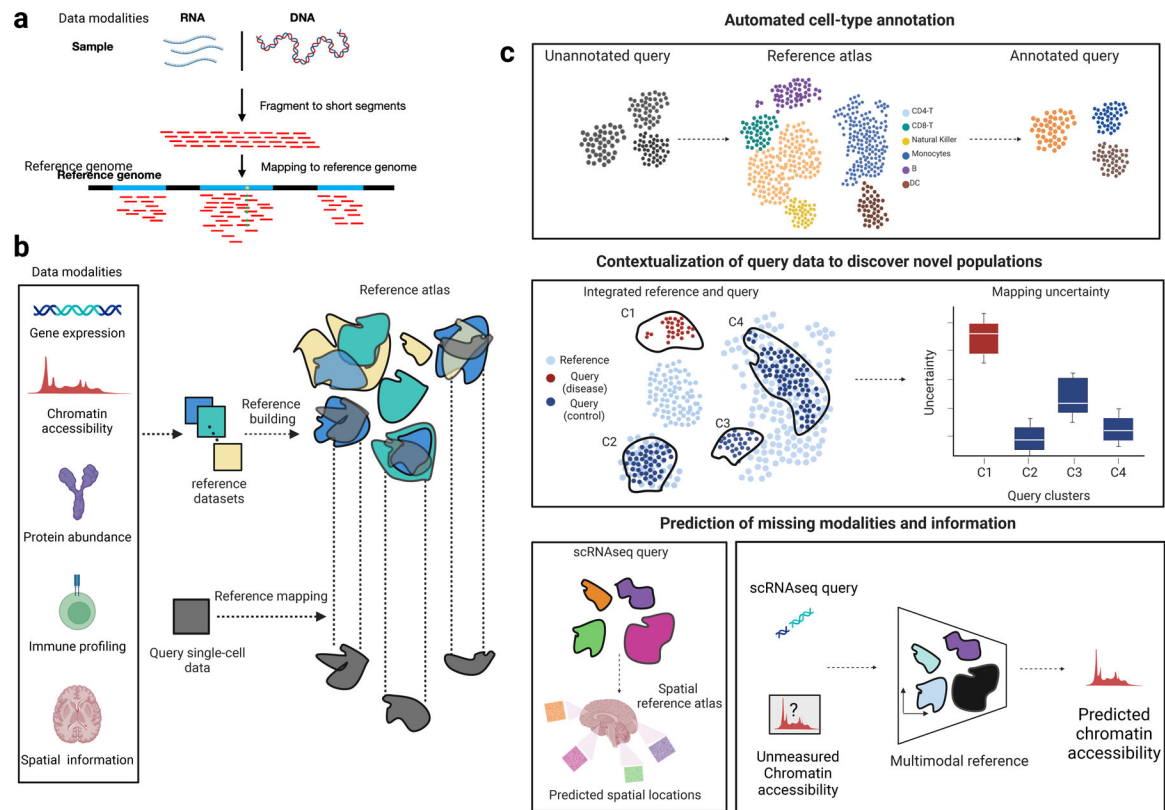 a
Data modalities
RNA
DNA
Sample
Fragment to short segments
Mapping to reference genome
Reference genome
Reference genome
b
Data modalities
Gene expression
Chromatin
accessibility
Protein abundance
Immune profiling
Spatial information
reference
datasets
Reference
building
Reference atlas
Reference mapping
Query single-cell
data
c
Automated cell-type annotation
Unannotated query
Reference atlas
Annotated query
CD4-T
CD8-T
Natural Killer
Monocytes
B
DC
Contextualization of query data to discover novel populations
Integrated reference and query
Mapping uncertainty
C1
C4
Reference
Query
(disease)
Query
(control)
C3
C2
Uncertainty
C1
C2
C3
C4
Query clusters
Prediction of missing modalities and information
scRNAseq query
Spatial
reference atlas
Predicted spatial locations
scRNAseq query
?
Unmeasured
Chromatin
accessibility
Multimodal reference
Predicted
chromatin
accessibility